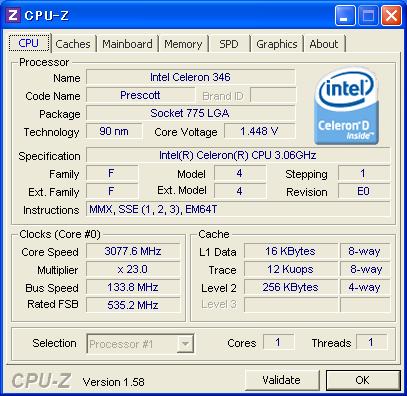 CPU-Z
CPU Caches Mainboard Memory SPD Graphics About
Processor
Name Intel Celeron 346
Code Name Prescott Brand ID
Package Socket 775 LGA
Technology 90 nm Core Voltage 1.448 V
intel
Celeron D
inside™
Specification Intel(R) Celeron(R) CPU 3.06GHz
Family F Model 4 Stepping 1
Ext. Family F Ext. Model 4 Revision E0
Instructions MMX, SSE (1, 2, 3), EM64T
Clocks (Core #0)
Core Speed 3077.6 MHz
Multiplier x 23.0
Bus Speed 133.8 MHz
Rated FSB 535.2 MHz
Cache
L1 Data 16 KBytes 8-way
Trace 12 Kuops 8-way
Level 2 256 KBytes 4-way
Level 3
Selection Processor #1 Cores 1 Threads 1
CPU-Z Version 1.58 Validate OK